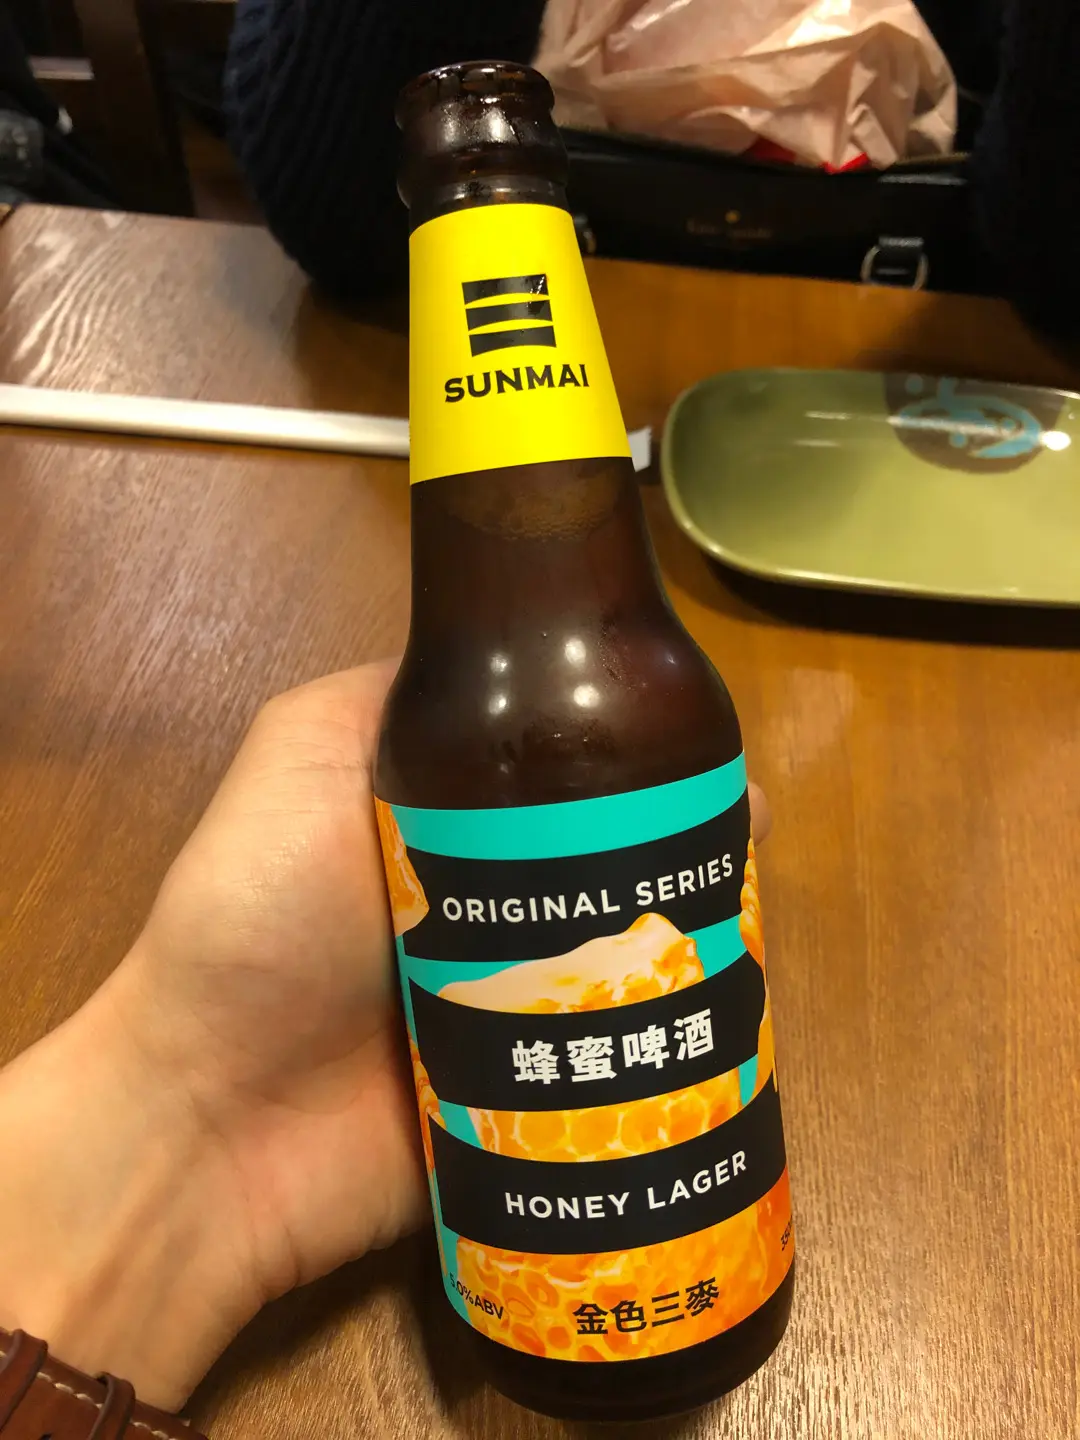 SUNMAI
ORIGINAL SERIES
蜂蜜啤酒
HONEY LAGER
5.0%ABV
金色三麥